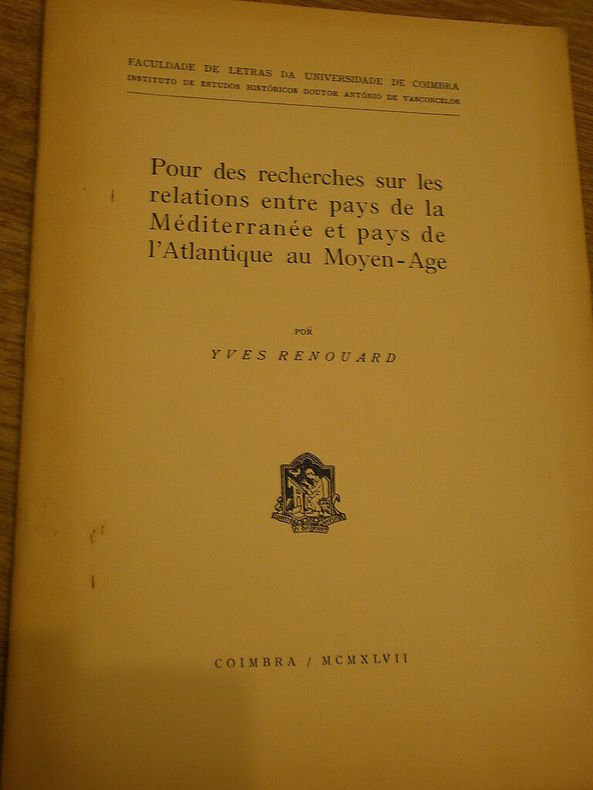 FACULDADE DE LETRAS DA UNIVERSIDADE DE COIMBRA
INSTITUTO DE ESTUDOS HISTÓRICOS DOUTOR ANTÓNIO DE VASCONCELOS
Pour des recherches sur les
relations entre pays de la
Méditerranée et pays de
l'Atlantique au Moyen-Age
POR
YVES RENOUARD
COIMBRA / MCMXLVII